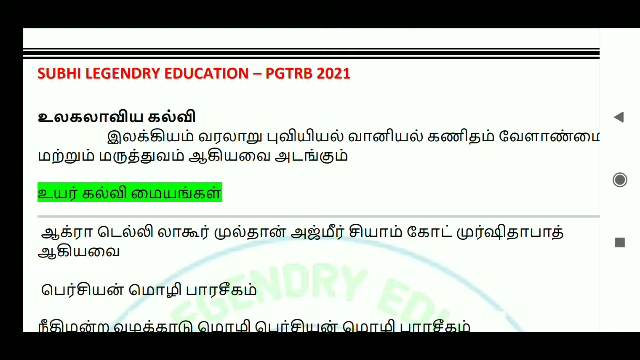 SUBHI LEGENDRY EDUCATION – PGTRB 2021
உலகலாவிய கல்வி
இலக்கியம் வரலாறு புவியியல் வானியல் கணிதம் வேளாண்மை
மற்றும் மருத்துவம் ஆகியவை அடங்கும்
உயர் கல்வி மையங்கள்
ஆக்ரா டெல்லி லாகூர் முல்தான் அஜ்மீர் சியாம் கோட் முர்ஷிதாபாத்
ஆகியவை
பெர்சியன் மொழி பாரசீகம்
நீதிமன்ற வழக்காடு மொழி பெர்சியன் மொழி பாரசீகம்